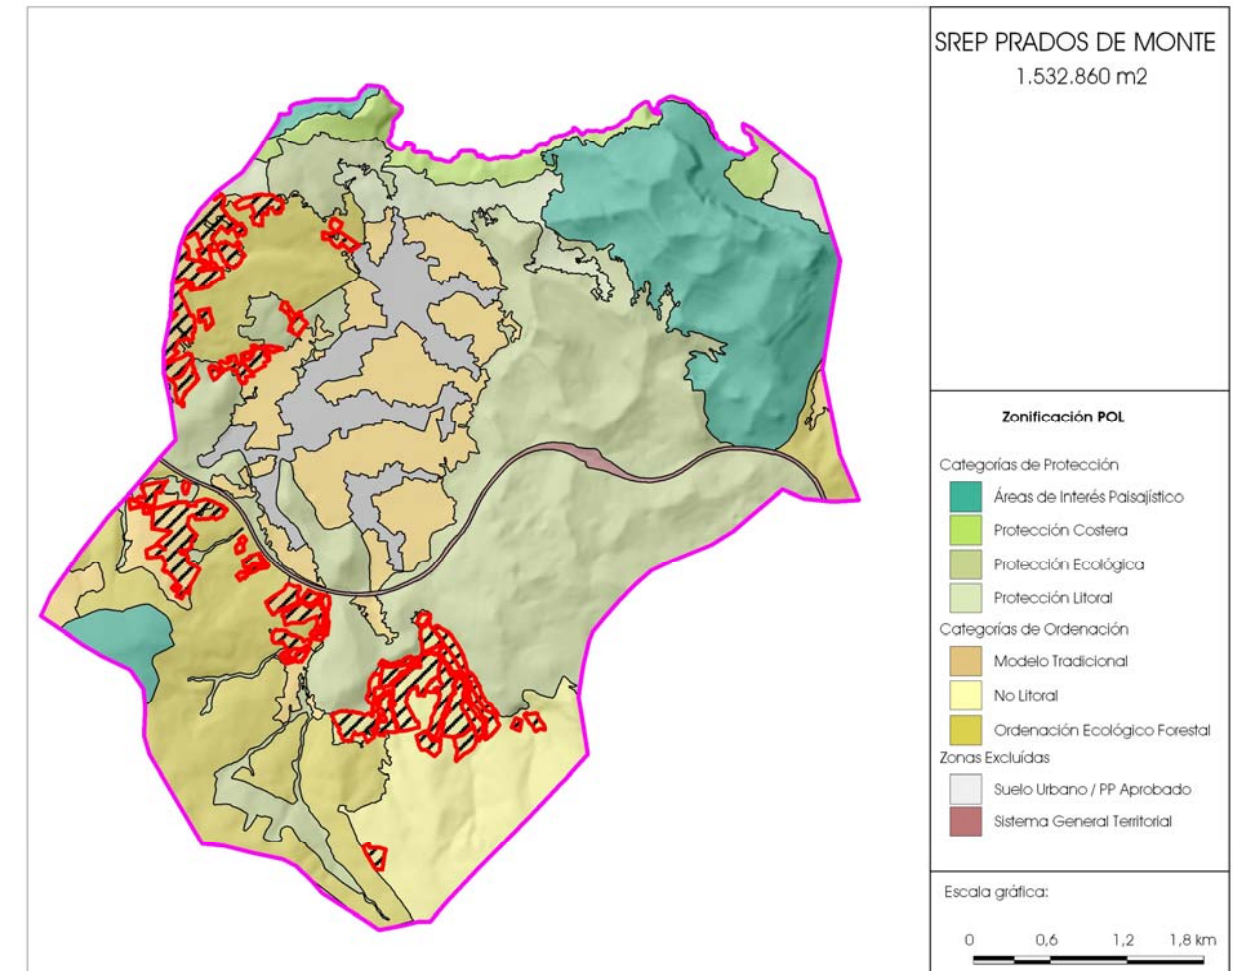 SREP PRADOS DE MONTE
1.532.860 m2
Zonificación POL
Categorías de Protección
Áreas de Interés Paisajístico
Protección Costera
Protección Ecológica
Protección Litoral
Categorías de Ordenación
Modelo Tradicional
No Litoral
Ordenación Ecológico Forestal
Zonas Excluídas
Suelo Urbano / PP Aprobado
Sistema General Territorial
Escala gráfica:
0 0,6 1,2 1,8 km